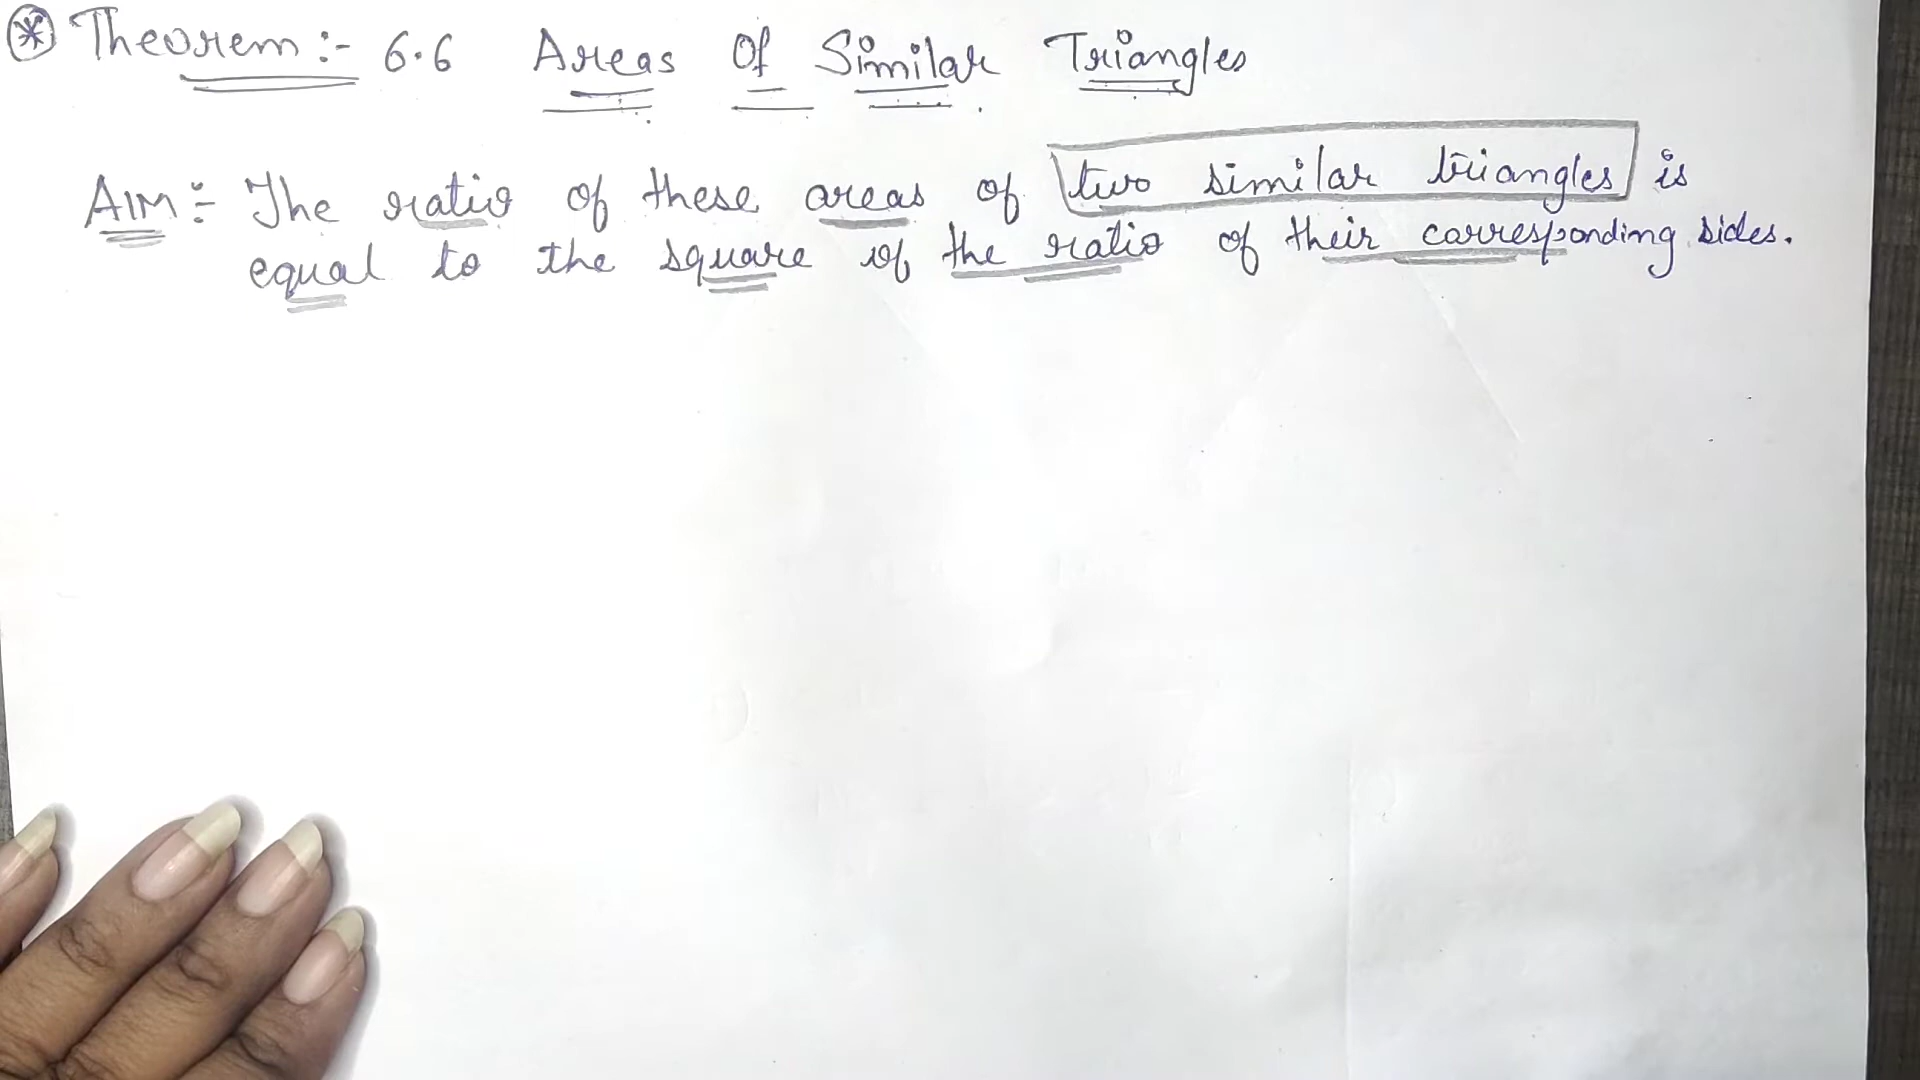 Theorem :- 6.6 Areas Of Similar Triangles
AIM :- The ratio of these areas of two similar triangles is
equal to the square of the ratio of their corresponding sides.